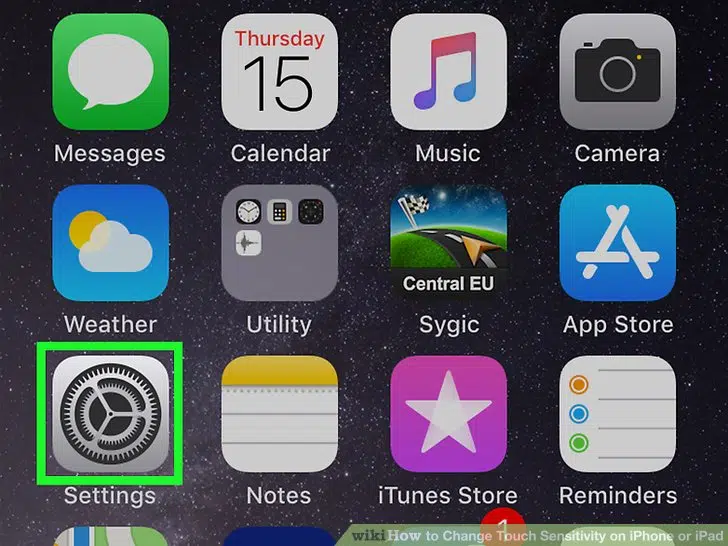 Thursday
15
Messages
Calendar
Music
Camera
Central EU
Weather
Utility
Sygic
App Store
Settings
Notes
iTunes Store
Reminders
1
wikiHow to Change Touch Sensitivity on iPhone or iPad